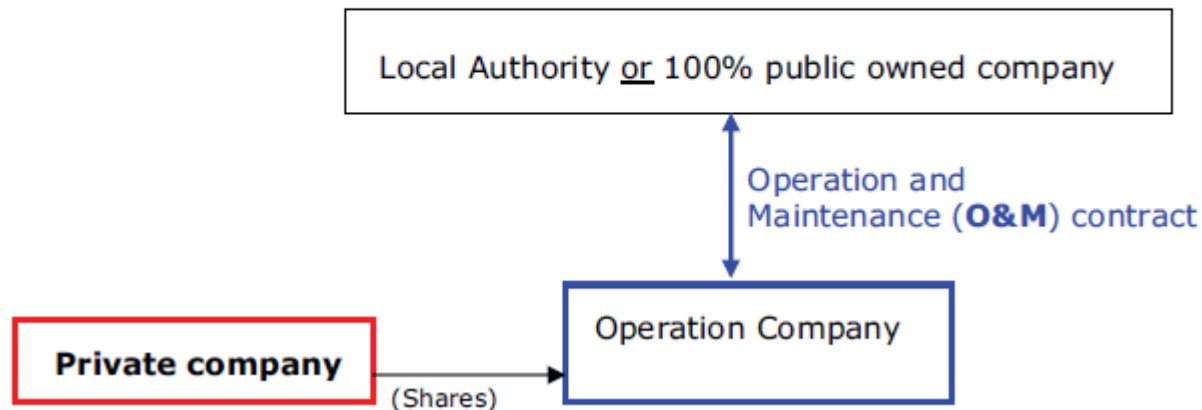 Local Authority or 100% public owned company
Operation and
Maintenance (O&M) contract
Operation Company
Private company
(Shares)